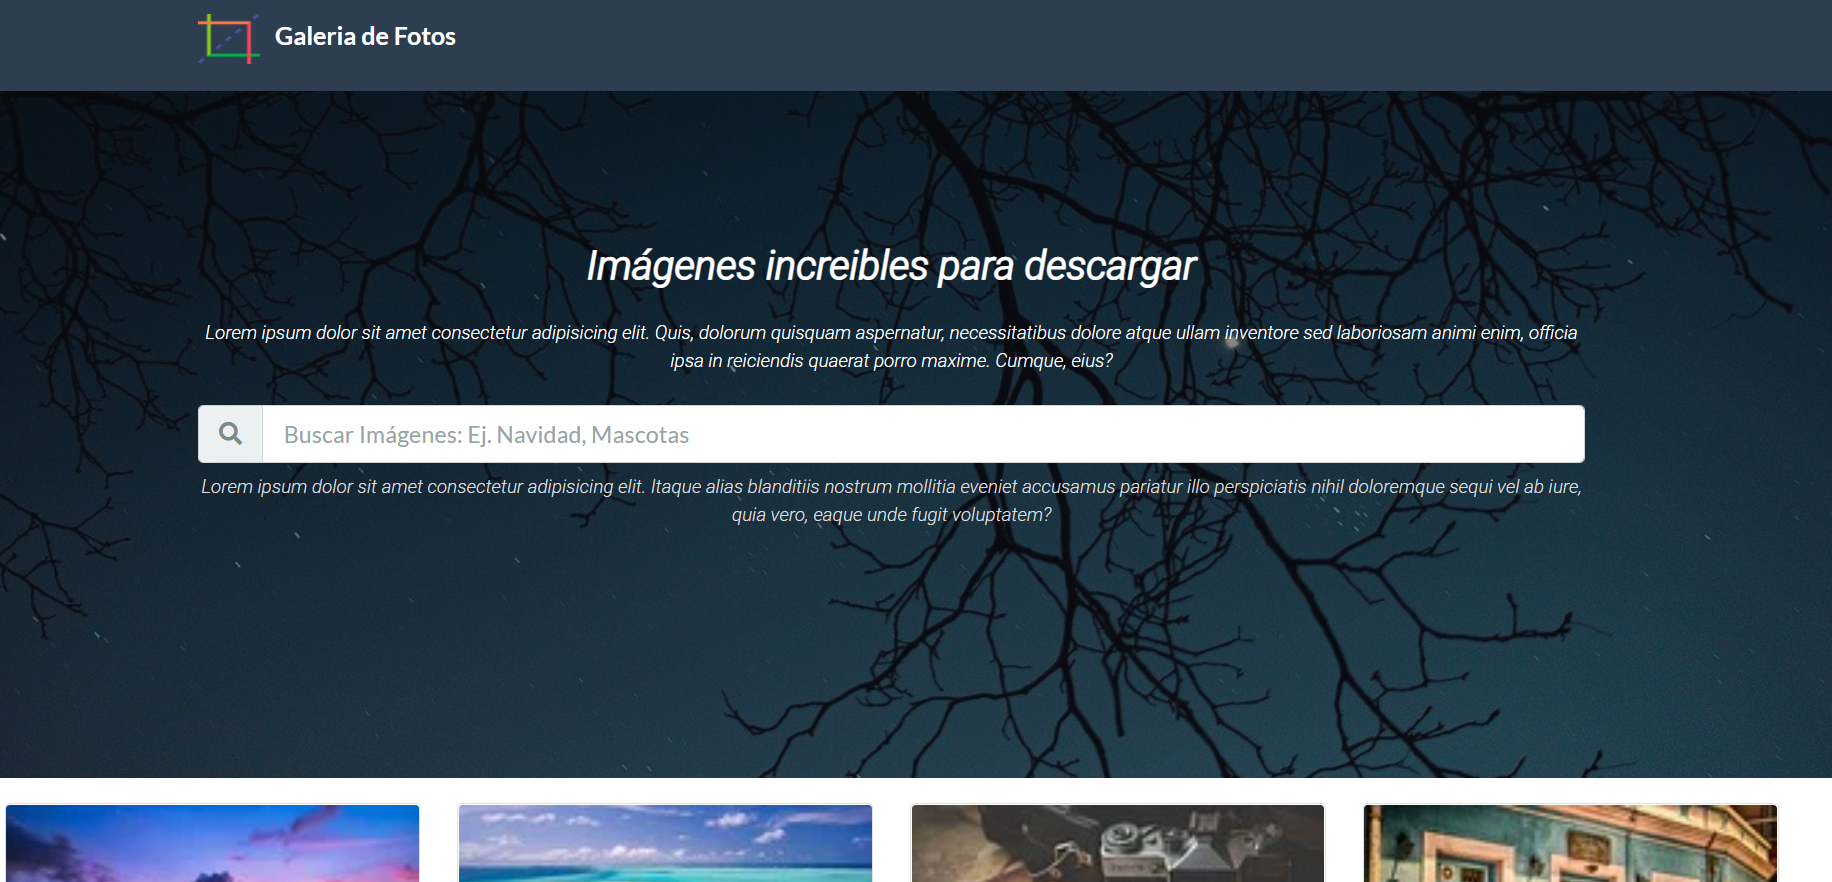 Galeria de Fotos
Imágenes increibles para descargar
Lorem ipsum dolor sit amet consectetur adipisicing elit. Quis, dolorum quisquam aspernatur, necessitatibus dolore atque ullam inventore sed laboriosam animi enim, officia
ipsa in reiciendis quaerat porro maxime. Cumque, eius?
Buscar Imágenes: Ej. Navidad, Mascotas
Lorem ipsum dolor sit amet consectetur adipisicing elit. Itaque alias blanditiis nostrum mollitia eveniet accusamus pariatur illo perspiciatis nihil doloremque sequi vel ab iure,
quia vero, eaque unde fugit voluptatem?